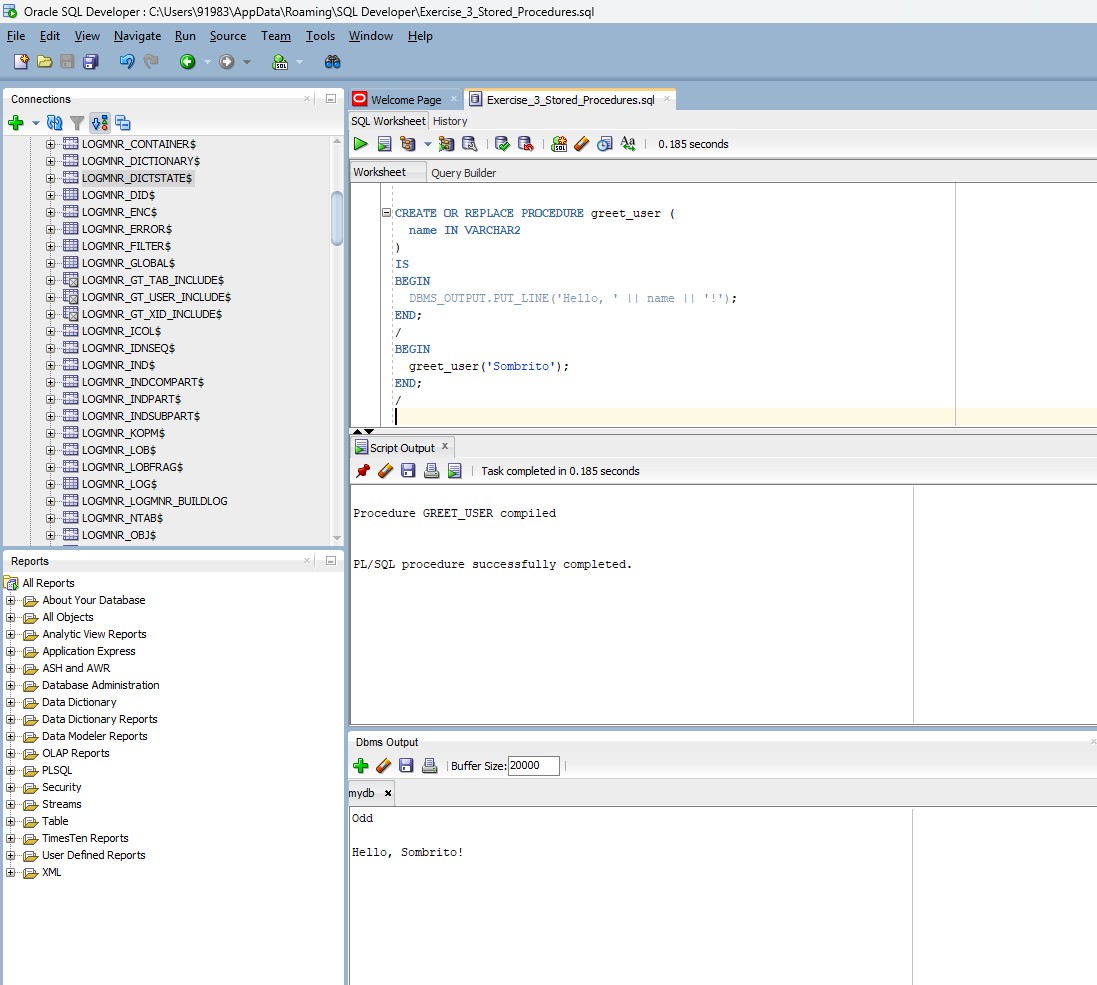 Oracle SQL Developer : C:\Users\91983\AppData\Roaming\SQL Developer\Exercise_3_Stored_Procedures.sql
File Edit View Navigate Run Source Team Tools Window Help
Connections
LOGMNR_CONTAINER$
LOGMNR_DICTIONARY$
LOGMNR_DICTSTATE$
LOGMNR_DID$
LOGMNR_ENC$
LOGMNR_ERROR$
LOGMNR_FILTER$
LOGMNR_GLOBAL$
LOGMNR_GT_TAB_INCLUDE$
LOGMNR_GT_USER_INCLUDE$
LOGMNR_GT_XID_INCLUDE$
LOGMNR_ICOL$
LOGMNR_IDNSEQ$
LOGMNR_IND$
LOGMNR_INDCOMPART$
LOGMNR_INDPART$
LOGMNR_INDSUBPART$
LOGMNR_KOPM$
LOGMNR_LOB$
LOGMNR_LOBFRAG$
LOGMNR_LOG$
LOGMNR_LOGMNR_BUILDLOG
LOGMNR_NTAB$
LOGMNR_OBJ$
Reports
All Reports
About Your Database
All Objects
Analytic View Reports
Application Express
ASH and AWR
Database Administration
Data Dictionary
Data Dictionary Reports
Data Modeler Reports
OLAP Reports
PLSQL
Security
Streams
Table
TimesTen Reports
User Defined Reports
XML
Welcome Page Exercise_3_Stored_Procedures.sql
SQL Worksheet History
SQL Aa 0.185 seconds
Worksheet Query Builder
CREATE OR REPLACE PROCEDURE greet_user (
name IN VARCHAR2
)
IS
BEGIN
DBMS_OUTPUT.PUT_LINE('Hello, ' || name || '!');
END;
/
BEGIN
greet_user('Sombrito');
END;
/
Script Output
Task completed in 0.185 seconds
Procedure GREET_USER compiled
PL/SQL procedure successfully completed.
Dbms Output
Buffer Size: 20000
mydb
Odd
Hello, Sombrito!